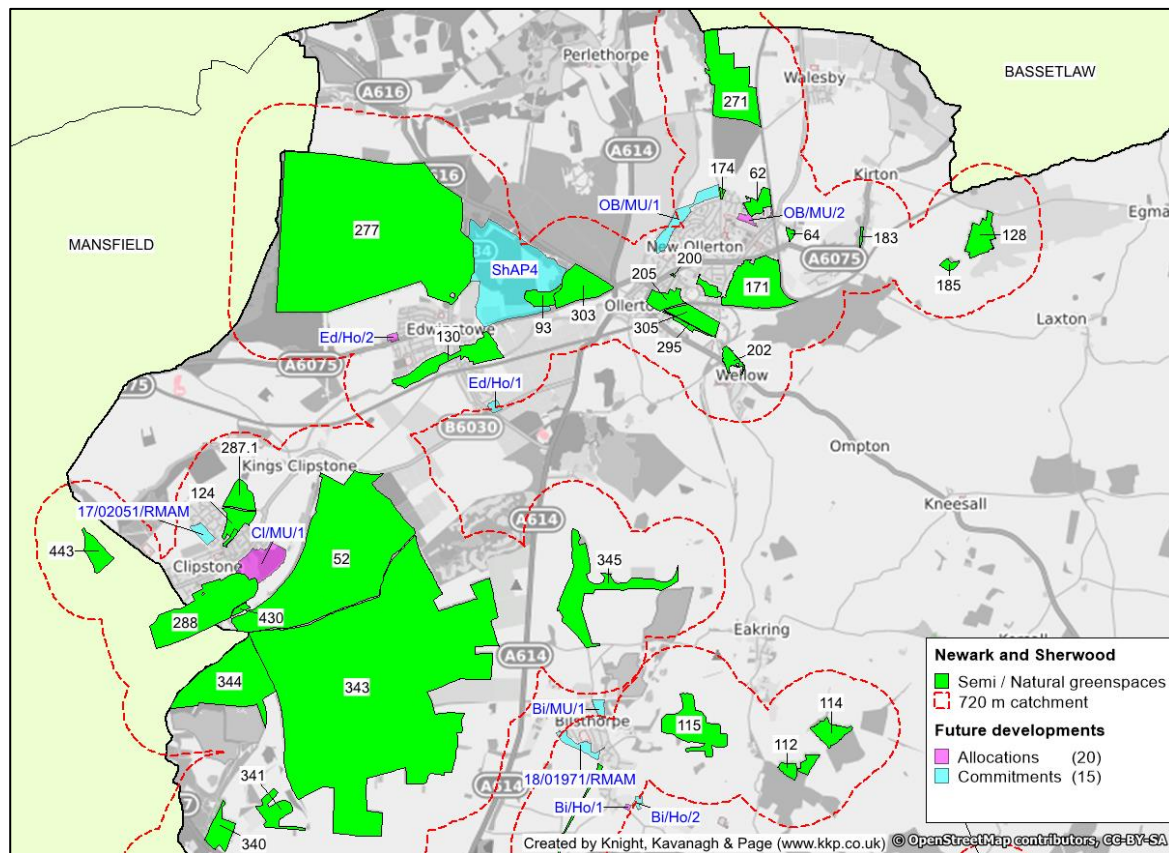 Perlethorpe
BASSETLAW
Walesby
A616
A614
271
Kirton
174
62
616
OB/MU/1
OB/MU/2
Egma
MANSFIELD
277
New Ollerton
64
183
128
ShAP4
A6075
185
200
205
171
Ollerto
93
303
Laxton
Edwinstowe
Ed/Ho/2
130
305
295
202
Wellow
A6075
075
Ed/Ho/1
B6030
Ompton
287.1
Kings Clipstone
124
Kneesall
17/02051/RMAM
A614
Cl/MU/1
443
52
345
Clipstone
430
288
Eakring
A614
344
343
Bi/MU/1
Bilsthorpe
115
114
112
18/01971/RMAM
341
A614
Bi/Ho/1
Bi/Ho/2
340
Newark and Sherwood
Semi / Natural greenspaces
720 m catchment
Future developments
Allocations (20)
Commitments (15)
Created by Knight, Kavanagh & Page (www.kkp.co.uk) © OpenStreetMap contributors, CC-BY-SA